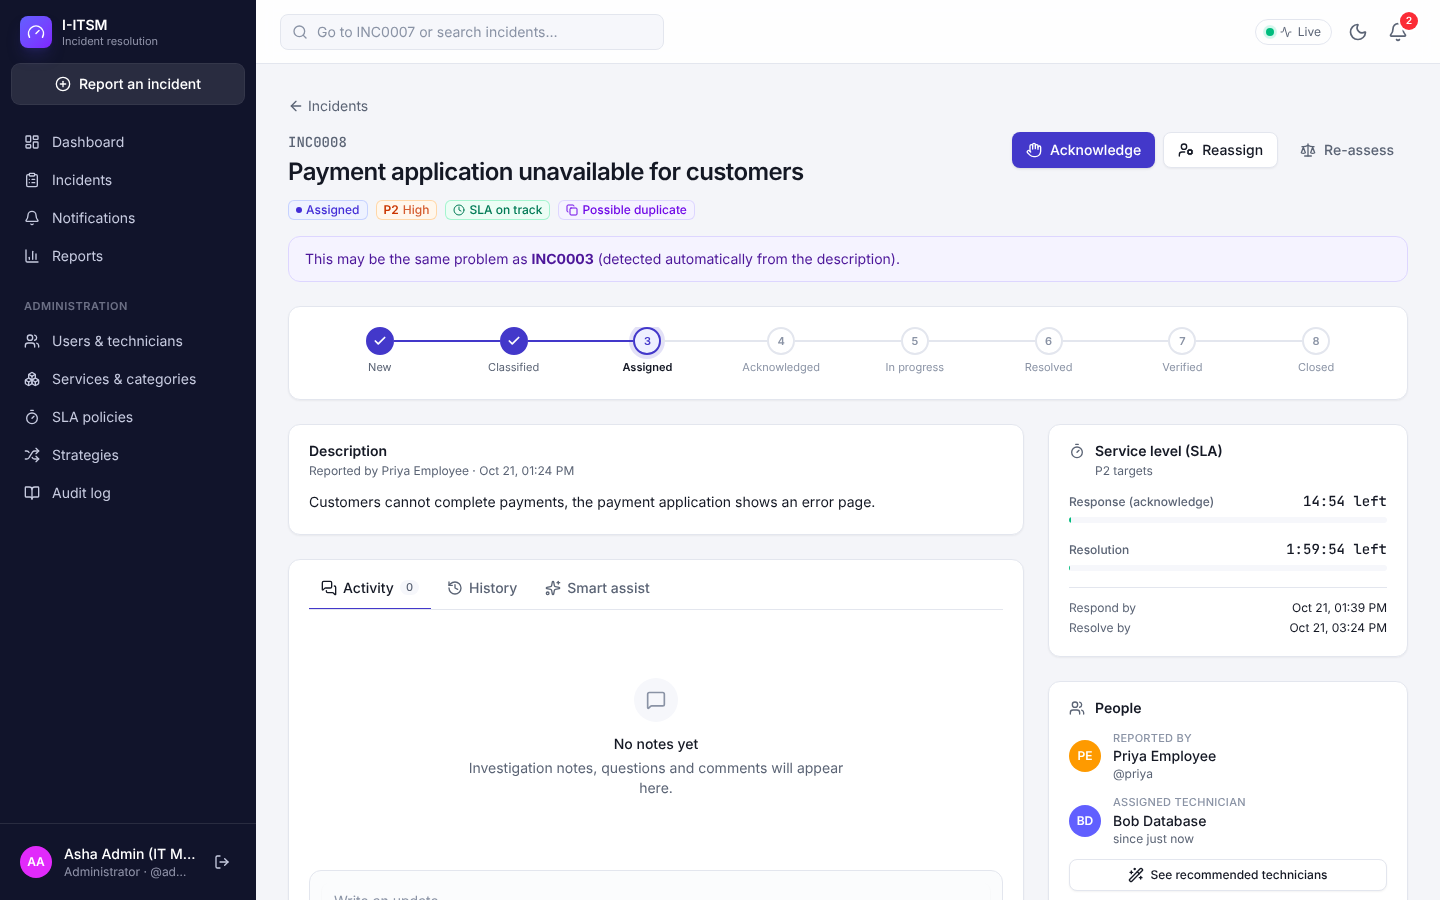 I-ITSM
Incident resolution
Report an incident
Dashboard
Incidents
Notifications
Reports
ADMINISTRATION
Users & technicians
Services & categories
SLA policies
Strategies
Audit log
AA
Asha Admin (IT M...
Administrator · @ad...
Go to INC0007 or search incidents...
Live
2
Incidents
INC0008
Payment application unavailable for customers
Acknowledge
Reassign
Re-assess
Assigned
P2 High
SLA on track
Possible duplicate
This may be the same problem as INC0003 (detected automatically from the description).
3
4
5
6
7
8
New
Classified
Assigned
Acknowledged
In progress
Resolved
Verified
Closed
Description
Reported by Priya Employee · Oct 21, 01:24 PM
Customers cannot complete payments, the payment application shows an error page.
Activity 0
History
Smart assist
No notes yet
Investigation notes, questions and comments will appear
here.
Write an update
Service level (SLA)
P2 targets
Response (acknowledge) 14:54 left
Resolution 1:59:54 left
Respond by Oct 21, 01:39 PM
Resolve by Oct 21, 03:24 PM
People
PE
REPORTED BY
Priya Employee
@priya
BD
ASSIGNED TECHNICIAN
Bob Database
since just now
See recommended technicians